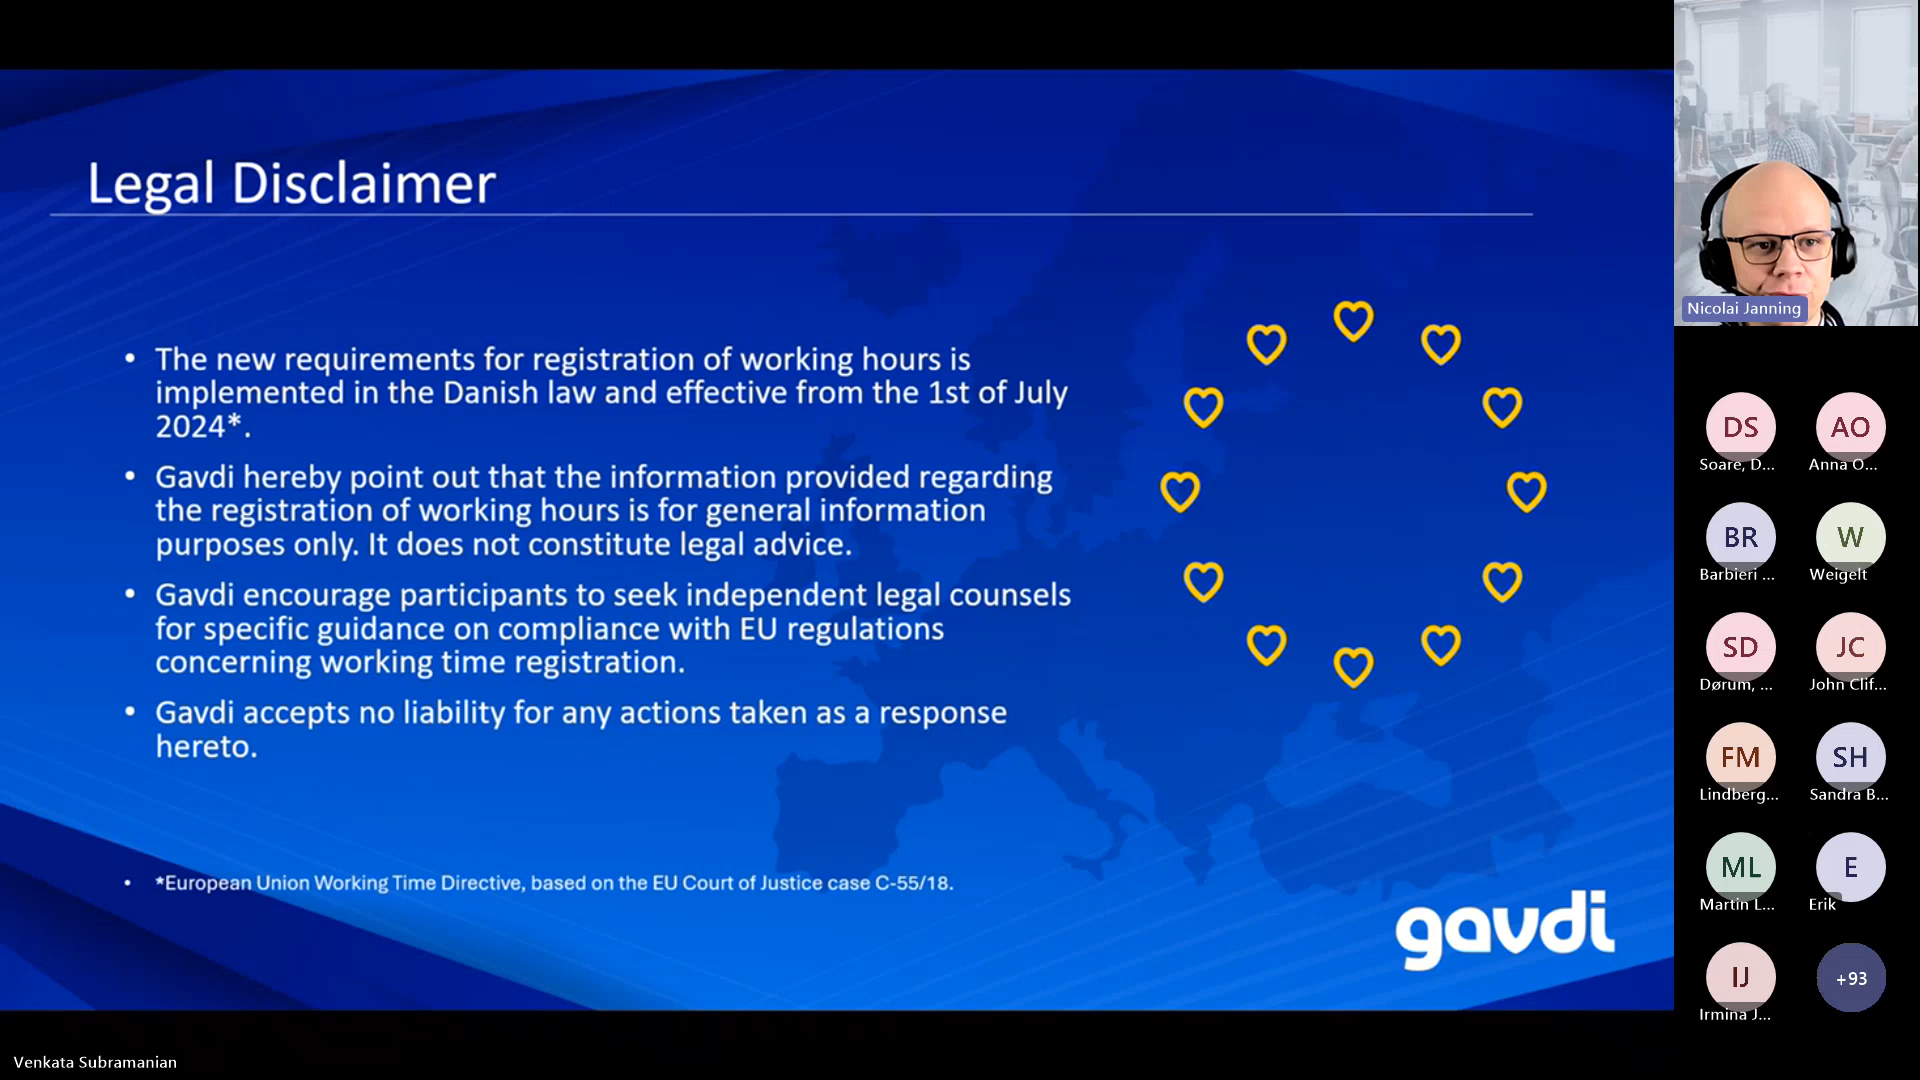 Legal Disclaimer
• The new requirements for registration of working hours is
implemented in the Danish law and effective from the 1st of July
2024*.
• Gavdi hereby point out that the information provided regarding
the registration of working hours is for general information
purposes only. It does not constitute legal advice.
• Gavdi encourage participants to seek independent legal counsels
for specific guidance on compliance with EU regulations
concerning working time registration.
• Gavdi accepts no liability for any actions taken as a response
hereto.
• *European Union Working Time Directive, based on the EU Court of Justice case C-55/18.
gavdi
Venkata Subramanian
Nicolai Janning
DS AO
Soare, D... Anna O...
BR W
Barbieri ... Weigelt
SD JC
Dørum, ... John Clif...
FM SH
Lindberg... Sandra B...
ML E
Martin L... Erik
IJ +93
Irmina J...